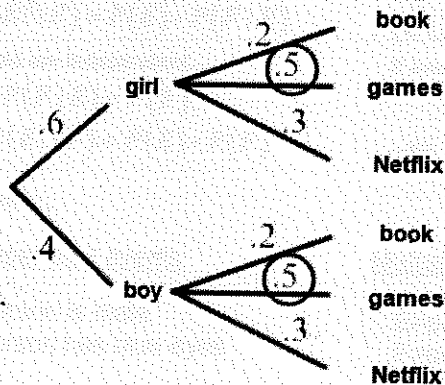 .2 book
.5
girl games
.6
.3
Netflix
.4
.2 book
.5
boy games
.3
Netflix